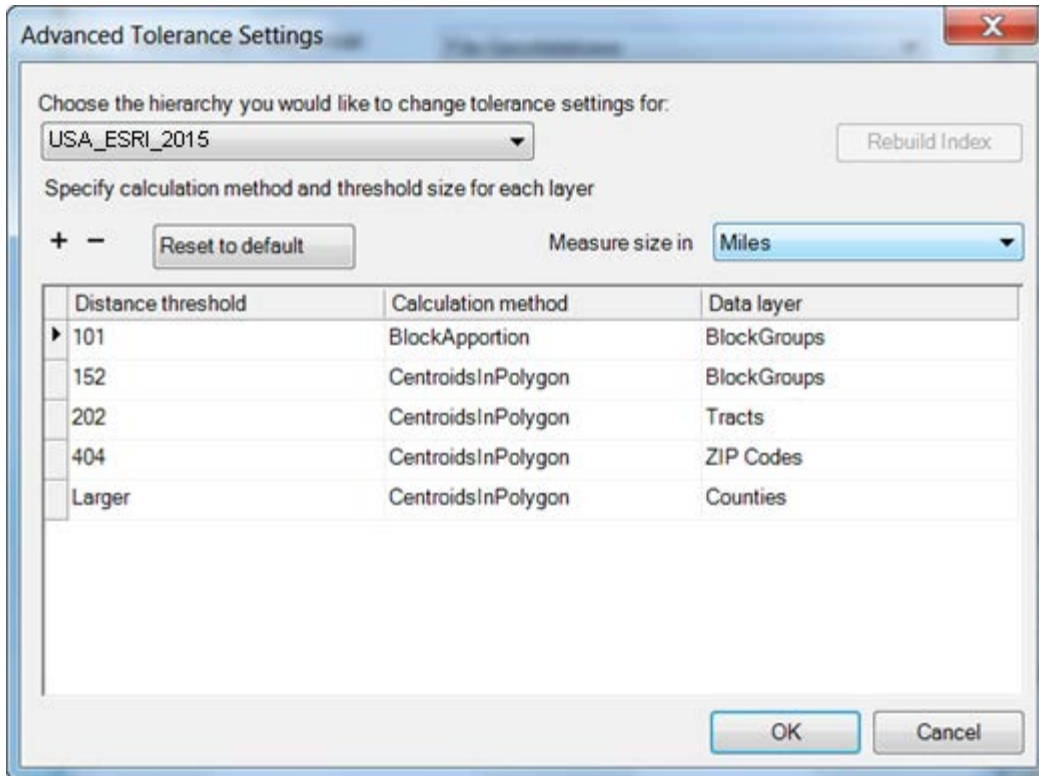 Advanced Tolerance Settings
Choose the hierarchy you would like to change tolerance settings for:
USA_ESRI_2015
Rebuild Index
Specify calculation method and threshold size for each layer
+ − Reset to default Measure size in Miles
Distance threshold Calculation method Data layer
101 BlockApportion BlockGroups
152 CentroidsInPolygon BlockGroups
202 CentroidsInPolygon Tracts
404 CentroidsInPolygon ZIP Codes
Larger CentroidsInPolygon Counties
OK Cancel